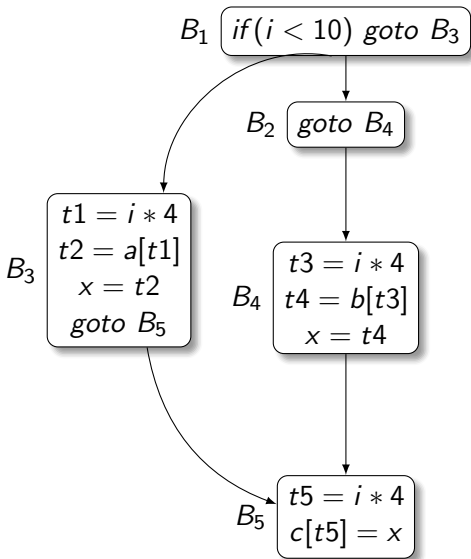 B₁ if(i < 10) goto B₃
B₂ goto B₄
B₃
t1 = i * 4
t2 = a[t1]
x = t2
goto B₅
B₄
t3 = i * 4
t4 = b[t3]
x = t4
B₅
t5 = i * 4
c[t5] = x